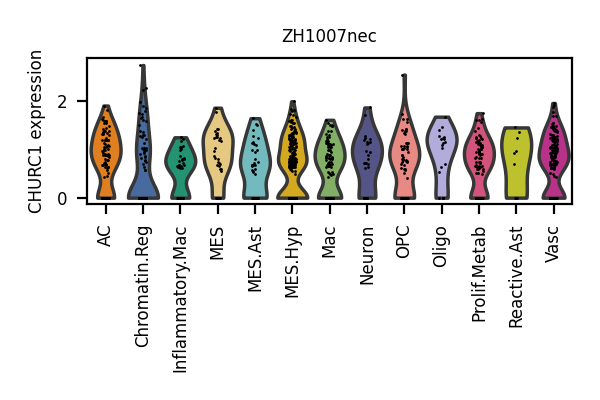 ZH1007nec
CHURC1 expression
2
0
AC
Chromatin.Reg
Inflammatory.Mac
MES
MES.Ast
MES.Hyp
Mac
Neuron
OPC
Oligo
Prolif.Metab
Reactive.Ast
Vasc